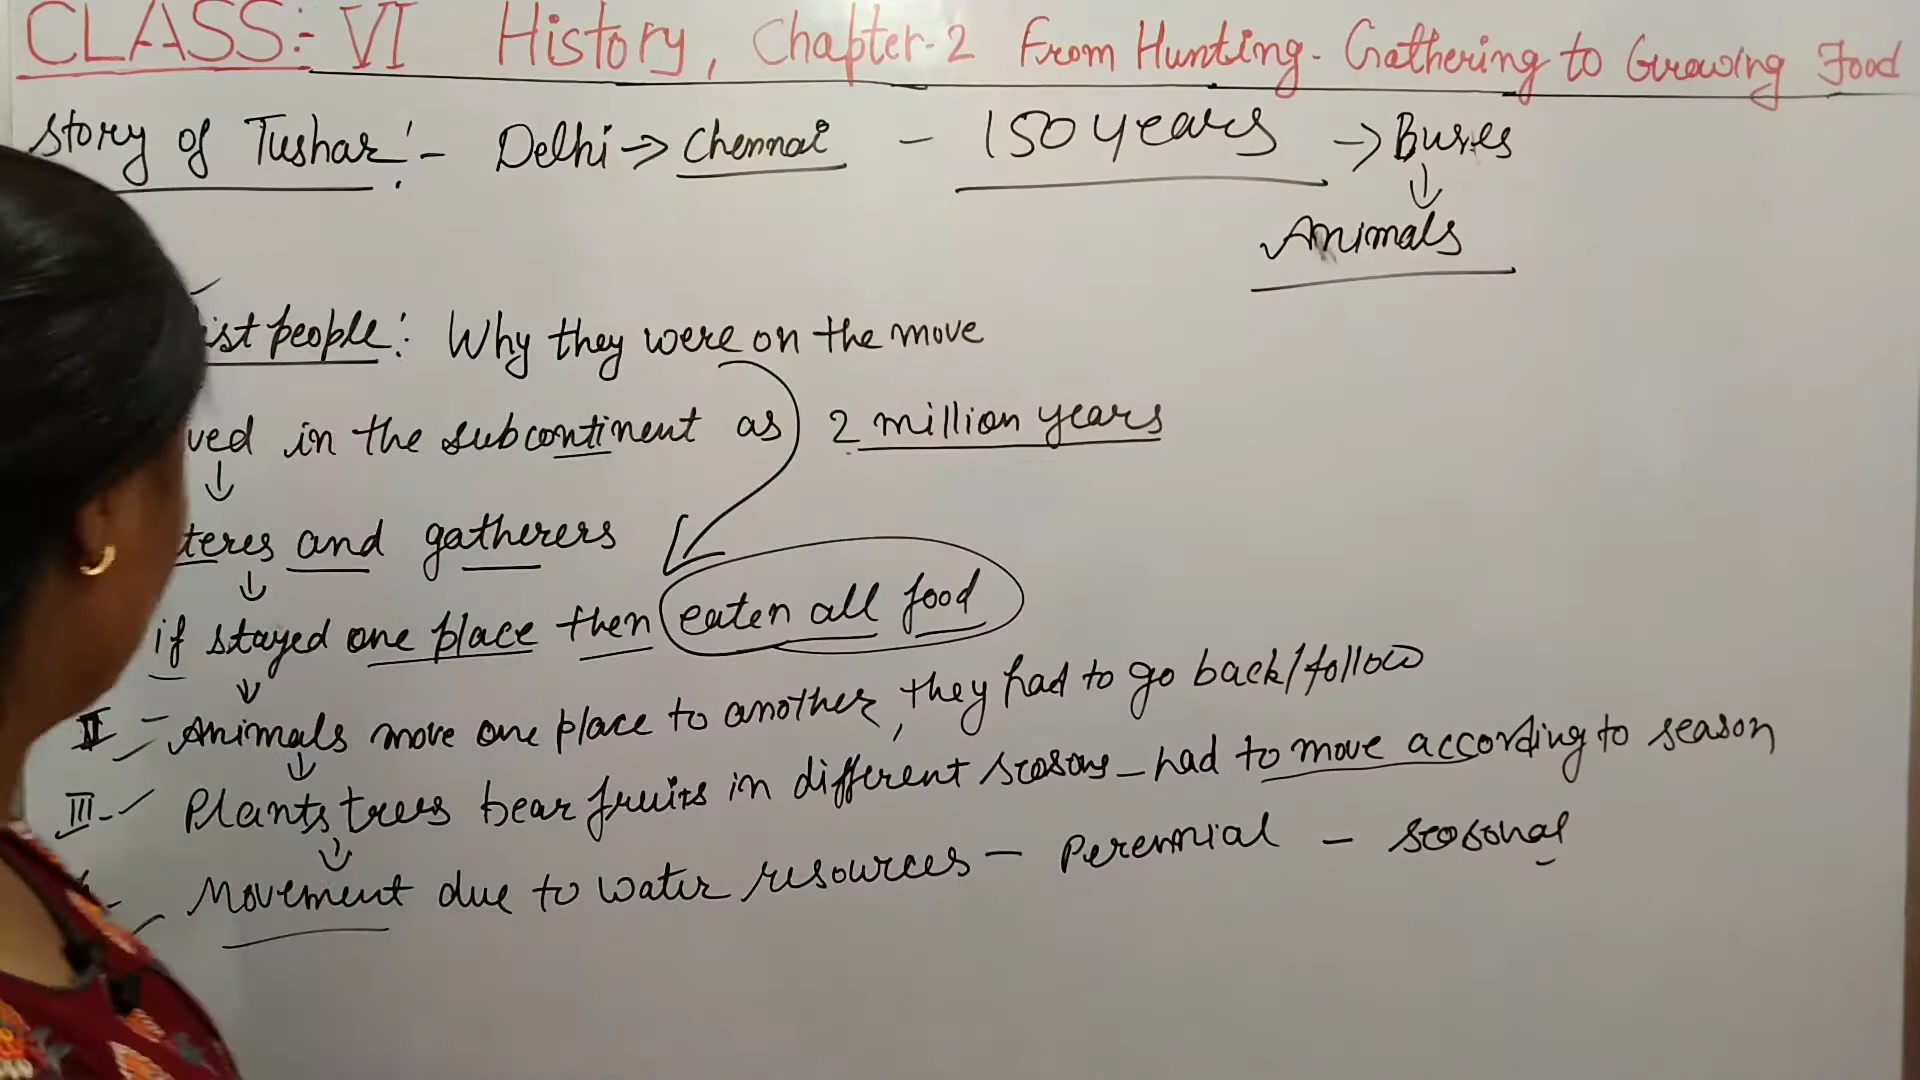 CLASS:- VI History, Chapter-2 From Hunting-Gathering to Growing Food
story of Tushar:- Delhi → Chennai - 150 years → Buses
↓
Animals
people: Why they were on the move
in the subcontinent as 2 million years
↓
and gatherers
↓
if stayed one place then eaten all food
↓
II - Animals move one place to another, they had to go back/follow
↓
III - Plants, trees bear fruits in different seasons - had to move according to season
↓
- Movement due to water resources - Perennial - seasonal